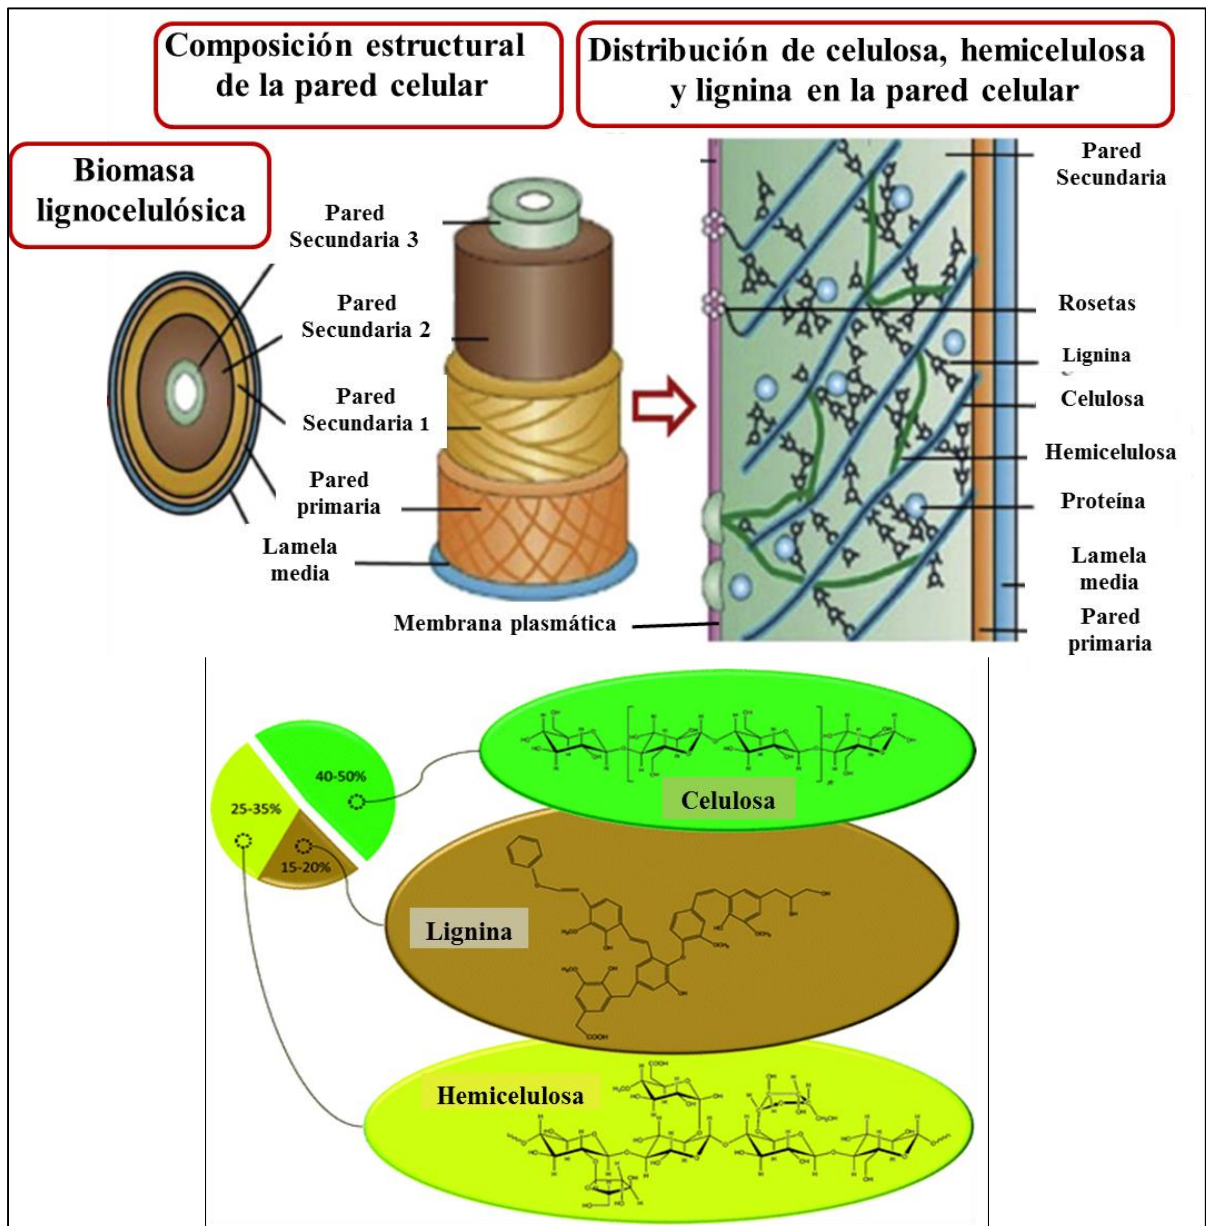 Composición estructural
de la pared celular
Distribución de celulosa, hemicelulosa
y lignina en la pared celular
Biomasa
lignocelulósica
Pared
Secundaria 3
Pared
Secundaria 2
Pared
Secundaria 1
Pared
primaria
Lamela
media
Membrana plasmática
Pared
Secundaria
Rosetas
Lignina
Celulosa
Hemicelulosa
Proteína
Lamela
media
Pared
primaria
40-50%
25-35%
15-20%
Celulosa
Lignina
Hemicelulosa